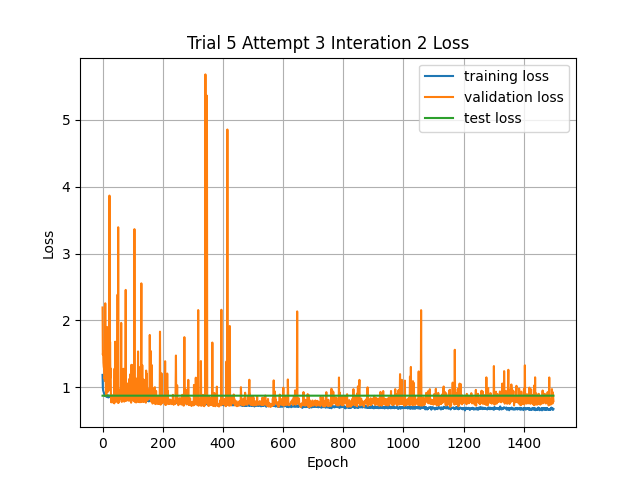 Trial 5 Attempt 3 Interation 2 Loss
training loss
validation loss
test loss
Loss
5
4
3
2
1
0 200 400 600 800 1000 1200 1400
Epoch